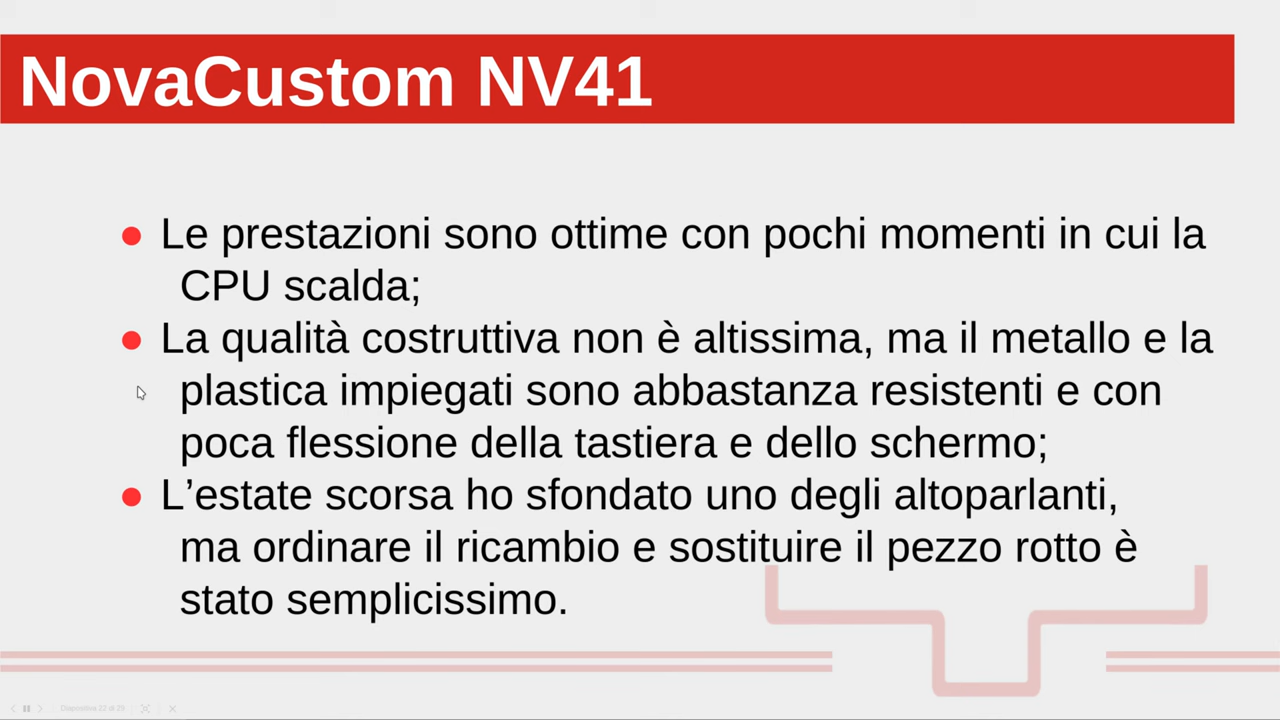 NovaCustom NV41
● Le prestazioni sono ottime con pochi momenti in cui la
CPU scalda;
● La qualità costruttiva non è altissima, ma il metallo e la
plastica impiegati sono abbastanza resistenti e con
poca flessione della tastiera e dello schermo;
● L’estate scorsa ho sfondato uno degli altoparlanti,
ma ordinare il ricambio e sostituire il pezzo rotto è
stato semplicissimo.